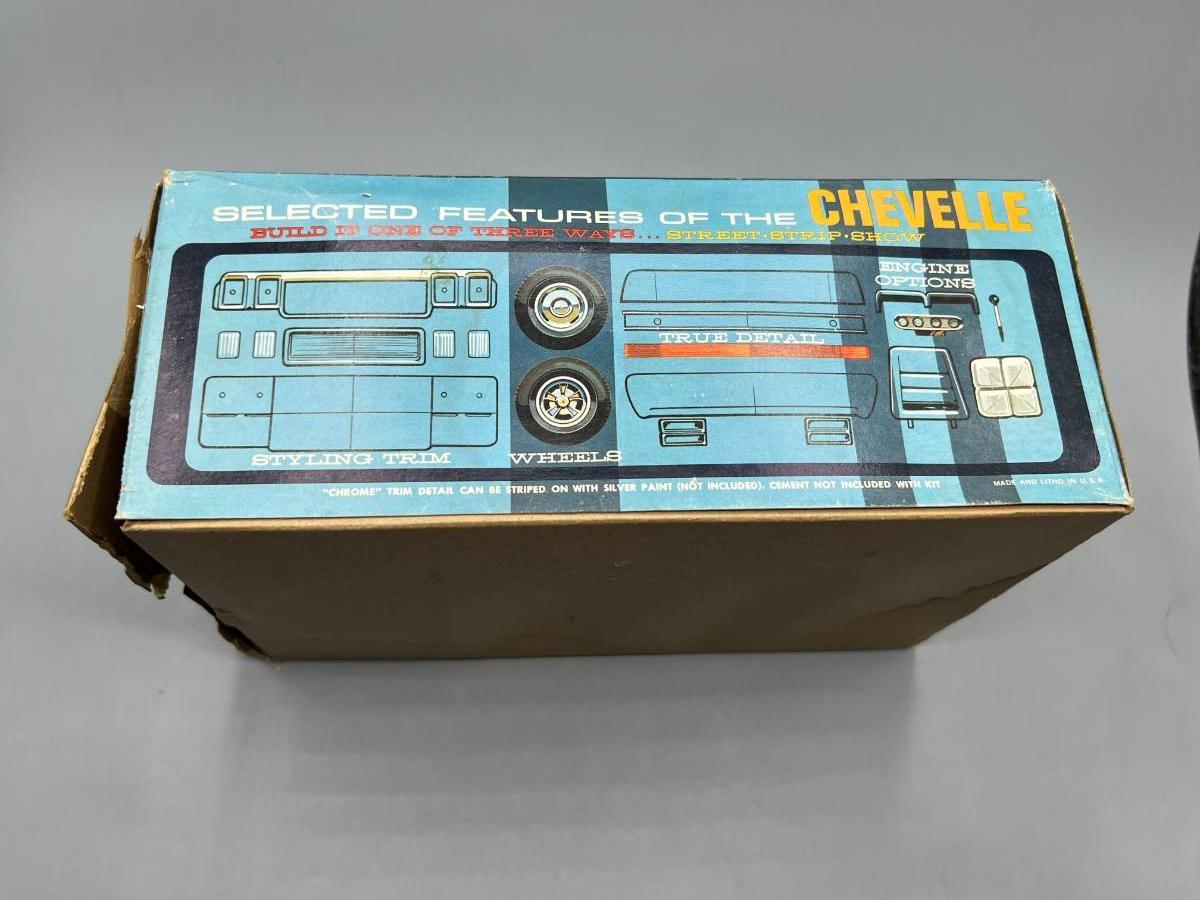 SELECTED FEATURES OF THE CHEVELLE
BUILD IT ONE OF THREE WAYS... STREET·STRIP·SHOW
ENGINE
OPTIONS
TRUE DETAIL
STYLING TRIM
WHEELS
"CHROME" TRIM DETAIL CAN BE STRIPED ON WITH SILVER PAINT (NOT INCLUDED). CEMENT NOT INCLUDED WITH KIT
MADE AND LITHO IN U.S.A.